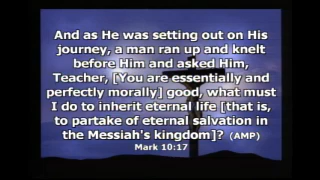 And as He was setting out on His
journey, a man ran up and knelt
before Him and asked Him,
Teacher, [You are essentially and
perfectly morally] good, what must
I do to inherit eternal life [that is,
to partake of eternal salvation in
the Messiah's kingdom]? (AMP)
Mark 10:17